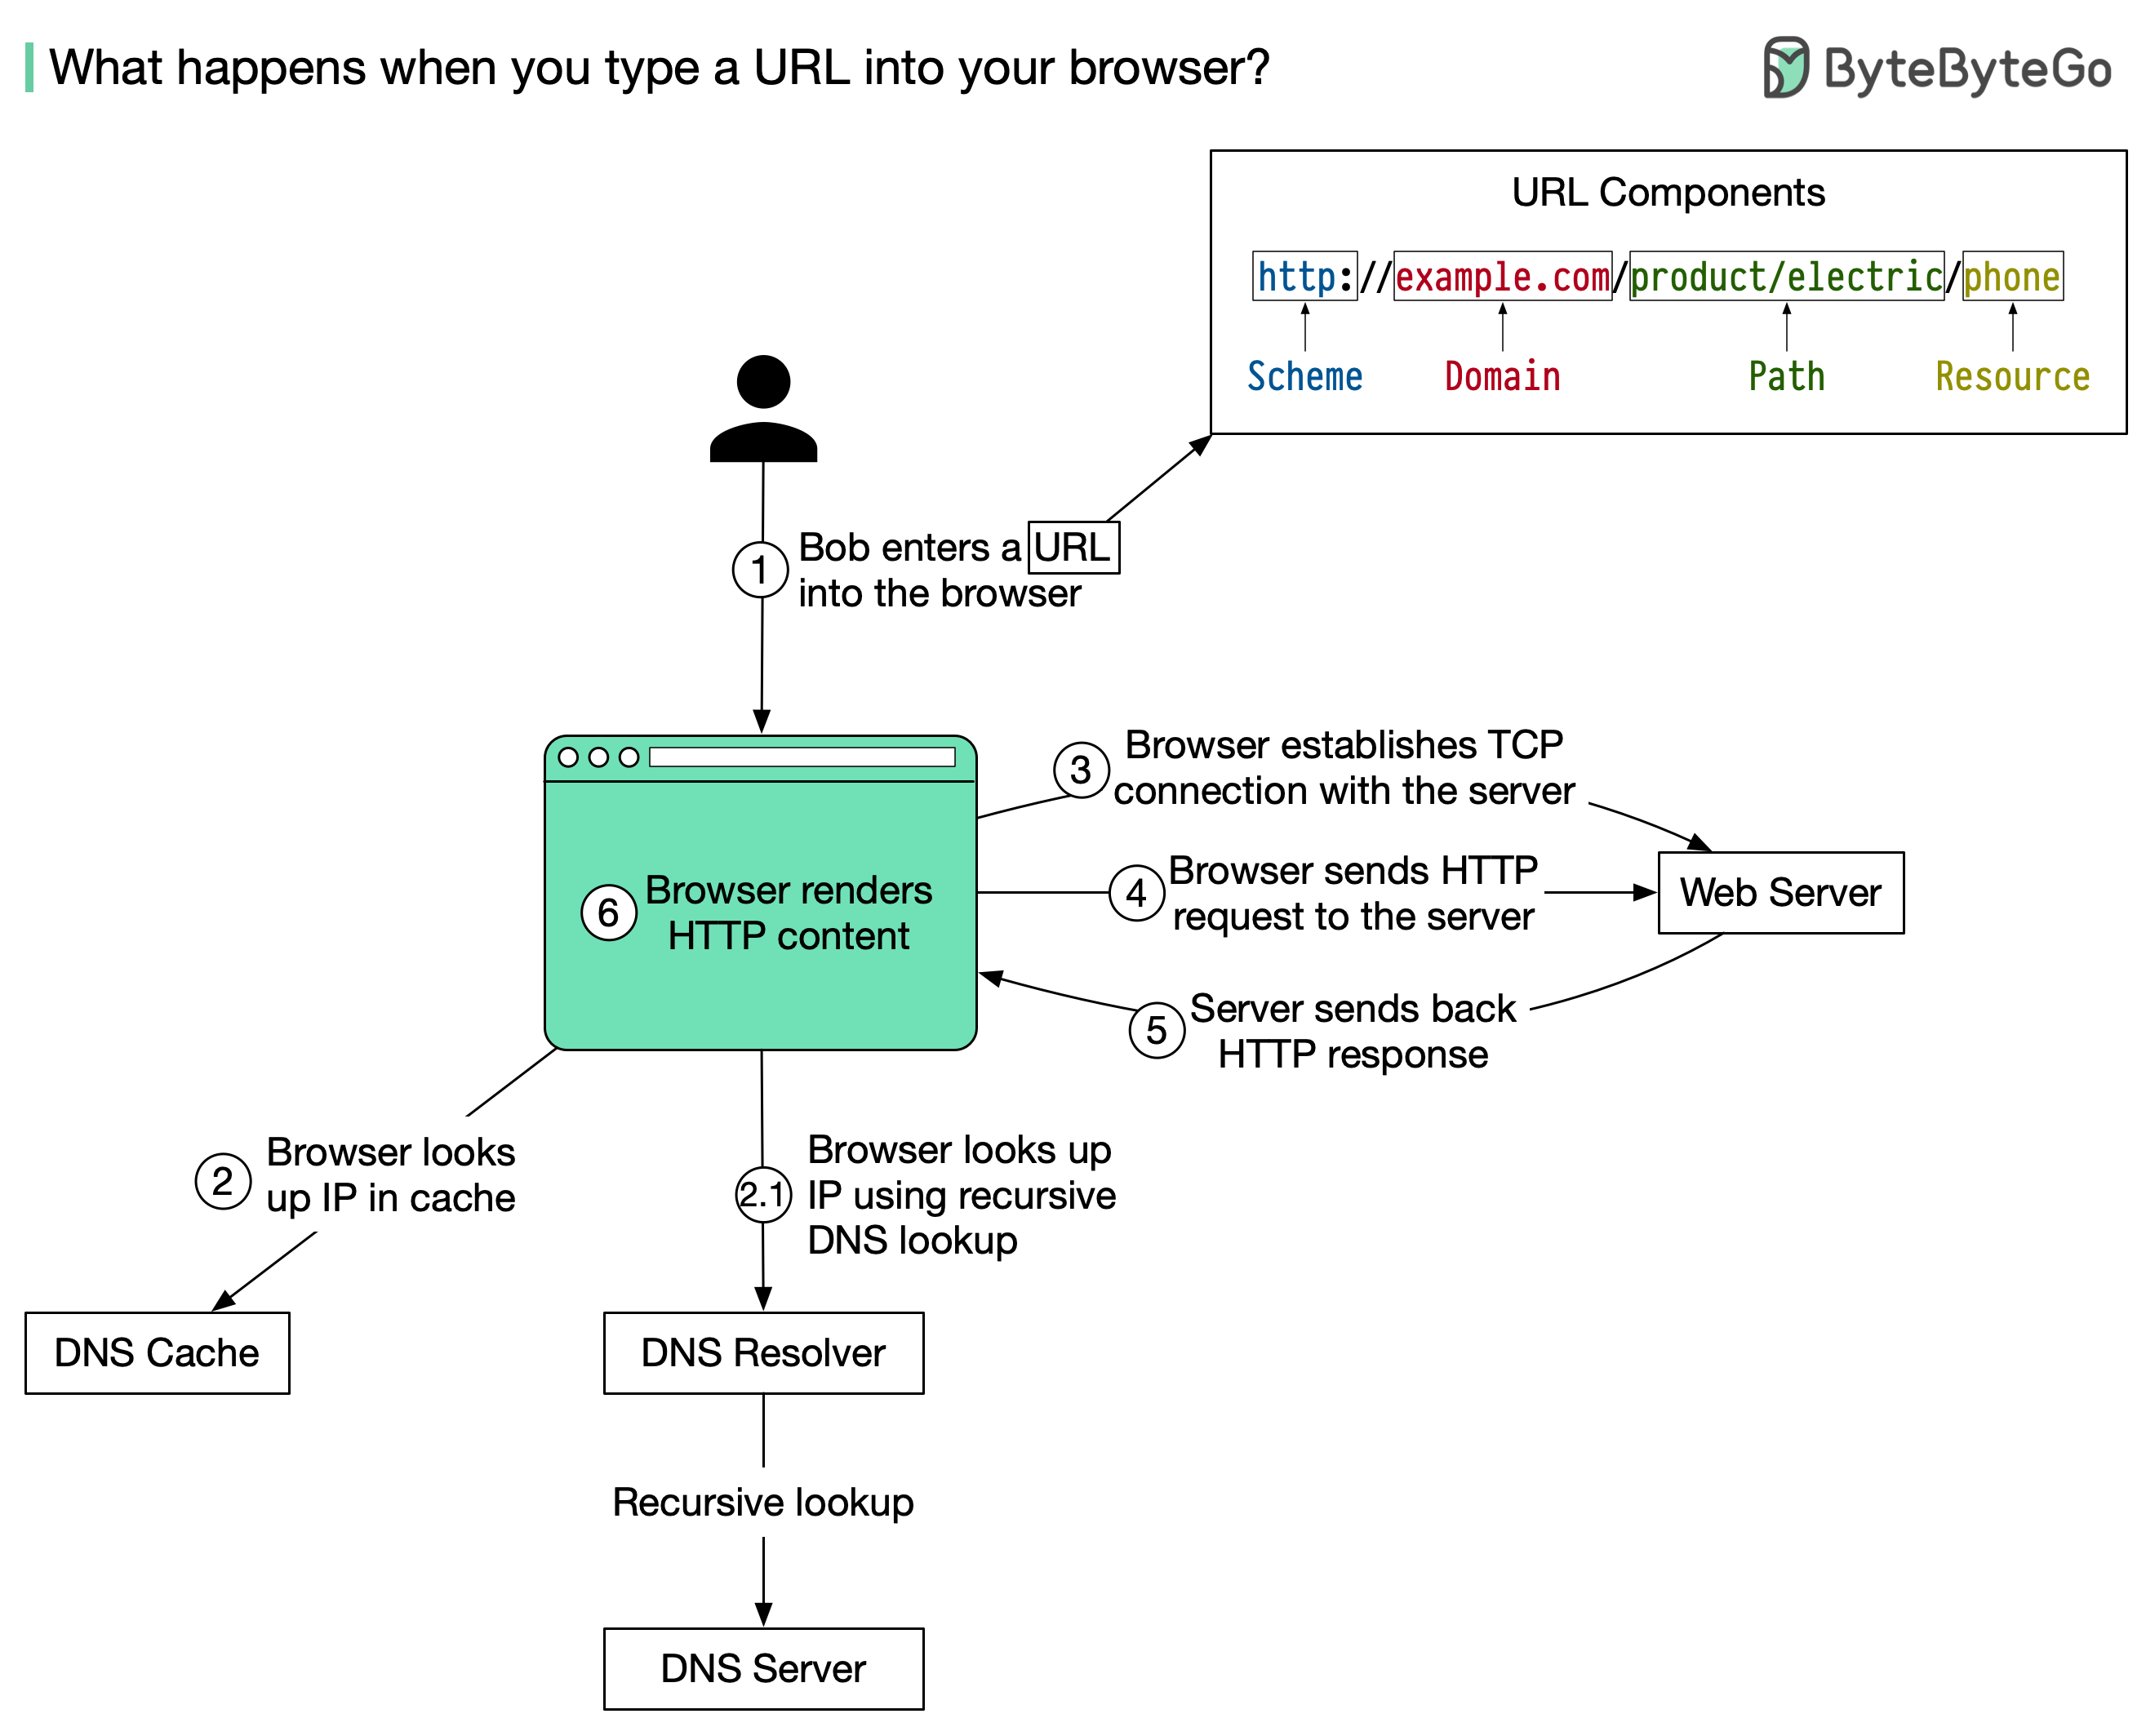 What happens when you type a URL into your browser?
ByteByteGo
URL Components
http://example.com/product/electric/phone
Scheme Domain Path Resource
1 Bob enters a URL
into the browser
3 Browser establishes TCP
connection with the server
4 Browser sends HTTP
request to the server
Web Server
6 Browser renders
HTTP content
5 Server sends back
HTTP response
2 Browser looks
up IP in cache
2.1 Browser looks up
IP using recursive
DNS lookup
DNS Cache
DNS Resolver
Recursive lookup
DNS Server